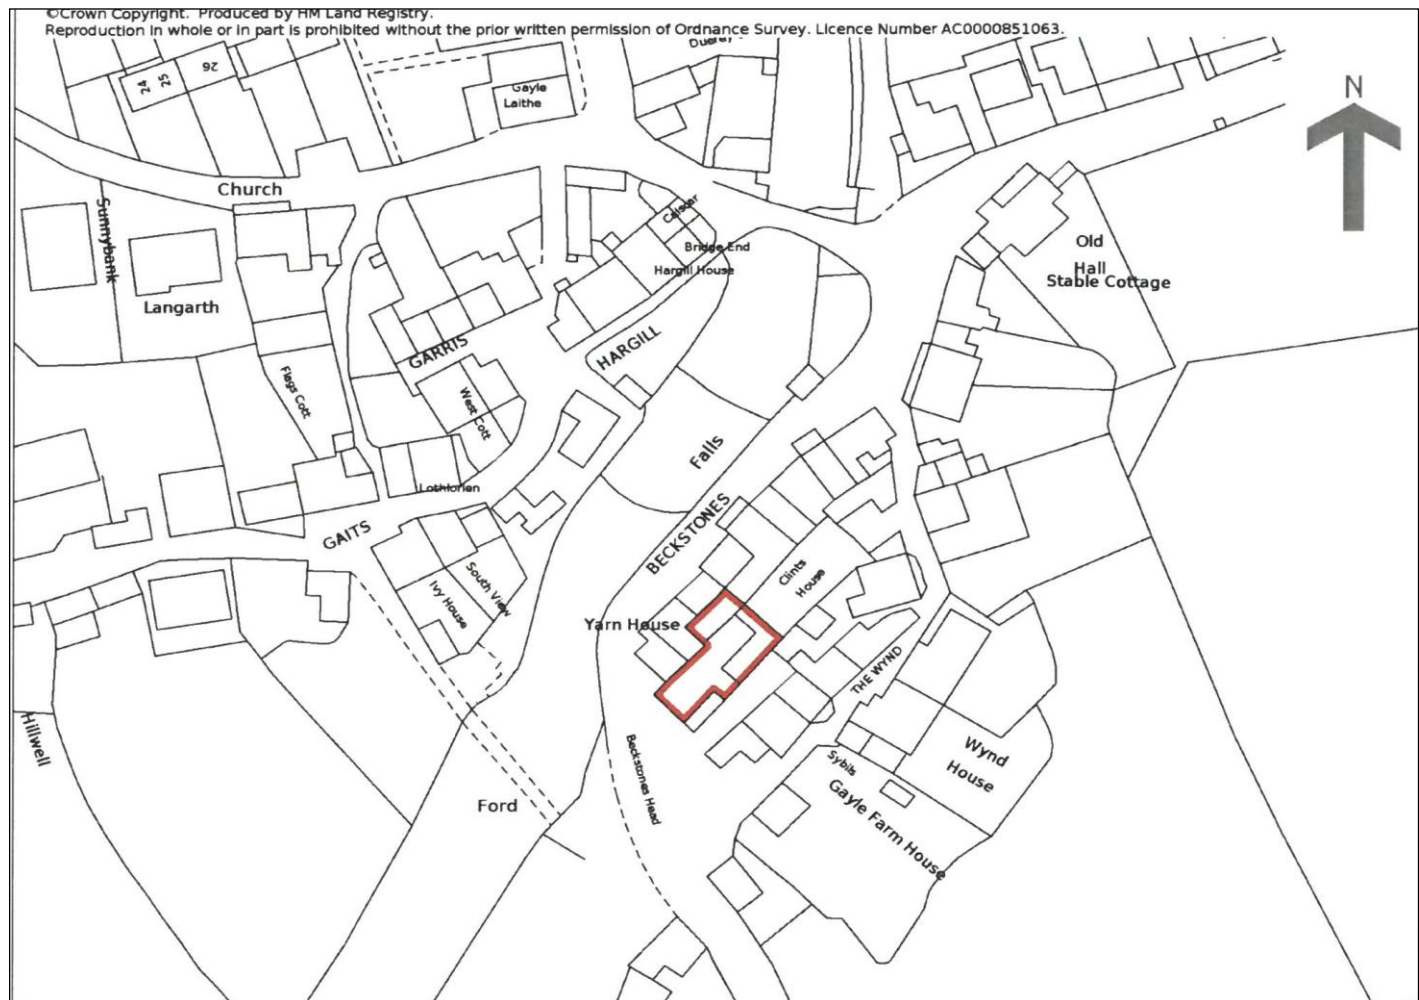 ©Crown Copyright. Produced by HM Land Registry.
Reproduction in whole or in part is prohibited without the prior written permission of Ordnance Survey. Licence Number AC0000851063.
24
25
26
Gayle
Laithe
N
Church
Sunnybank
Langarth
Calstar
Bridge End
Hargill House
Old
Hall
Stable Cottage
HARGILL
GARRIS
Flags Cott
West Cott
Lothlorien
Falls
GAITS
BECKSTONES
Clints
House
South View
Ivy House
Yarn House
THE WYND
Hillwell
Beckstones Head
Wynd
House
Sybils
Gayle Farm House
Ford